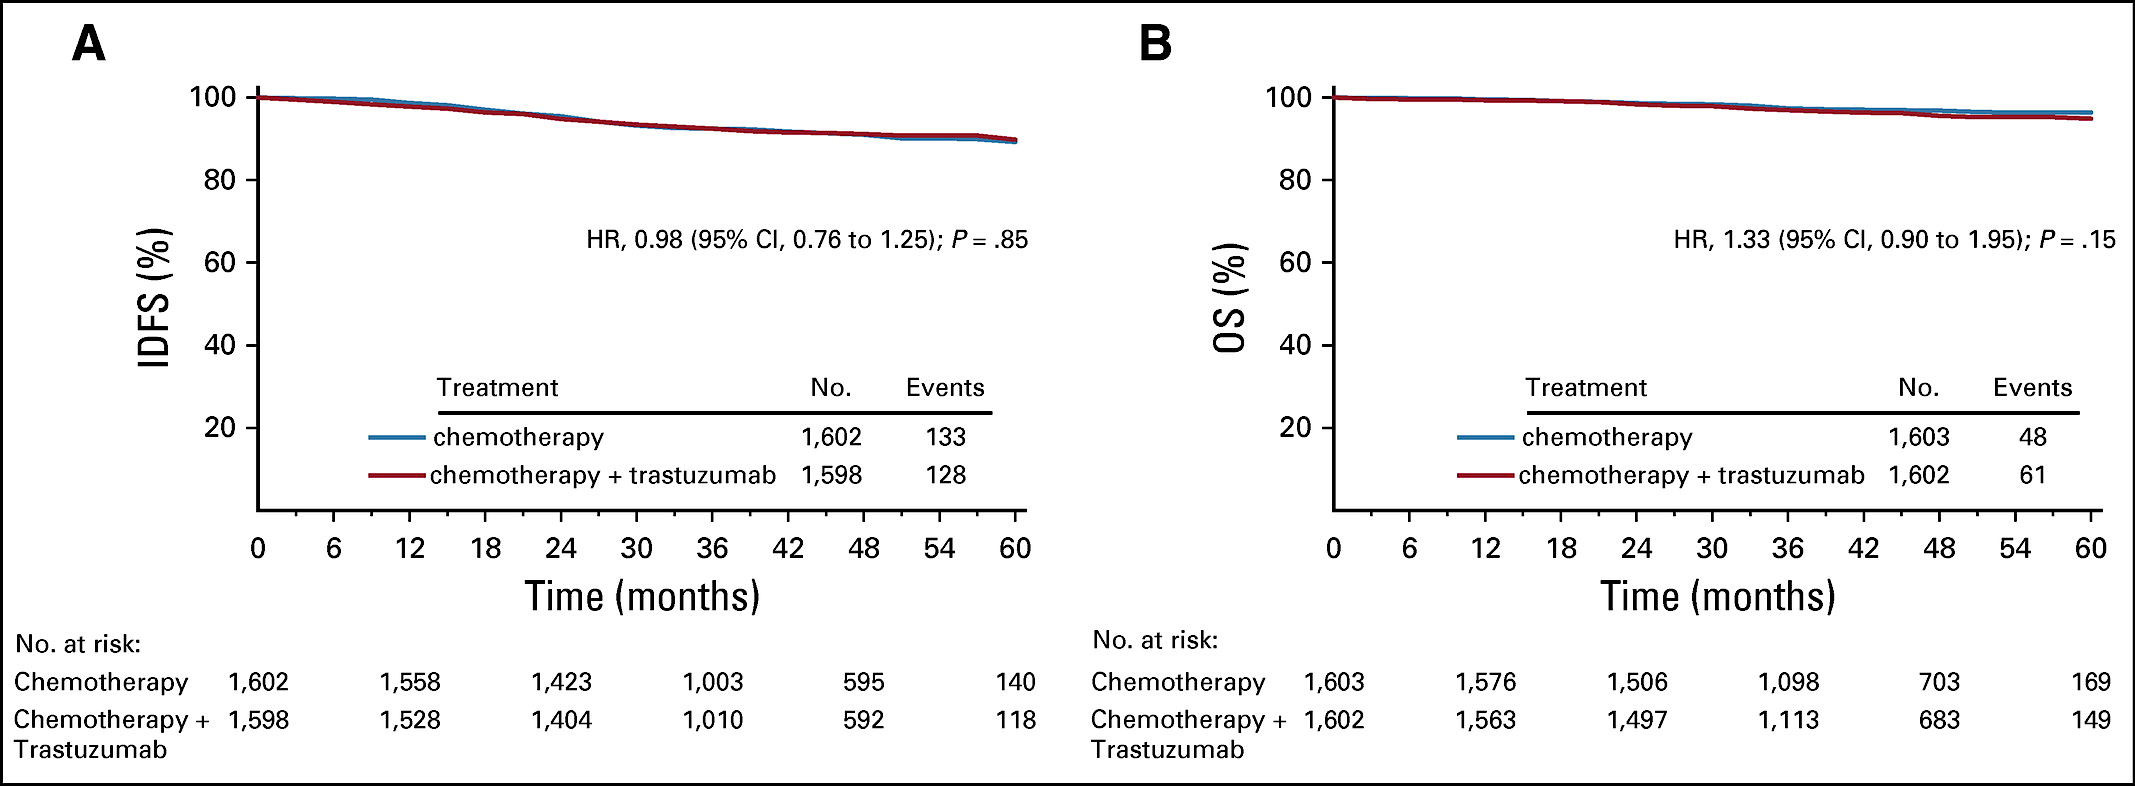 A
100
80
60
40
20
IDFS (%)
HR, 0.98 (95% CI, 0.76 to 1.25); P = .85
Treatment No. Events
chemotherapy 1,602 133
chemotherapy + trastuzumab 1,598 128
0 6 12 18 24 30 36 42 48 54 60
Time (months)
No. at risk:
Chemotherapy 1,602 1,558 1,423 1,003 595 140
Chemotherapy + 1,598 1,528 1,404 1,010 592 118
Trastuzumab
B
100
80
60
40
20
OS (%)
HR, 1.33 (95% CI, 0.90 to 1.95); P = .15
Treatment No. Events
chemotherapy 1,603 48
chemotherapy + trastuzumab 1,602 61
0 6 12 18 24 30 36 42 48 54 60
Time (months)
No. at risk:
Chemotherapy 1,603 1,576 1,506 1,098 703 169
Chemotherapy + 1,602 1,563 1,497 1,113 683 149
Trastuzumab